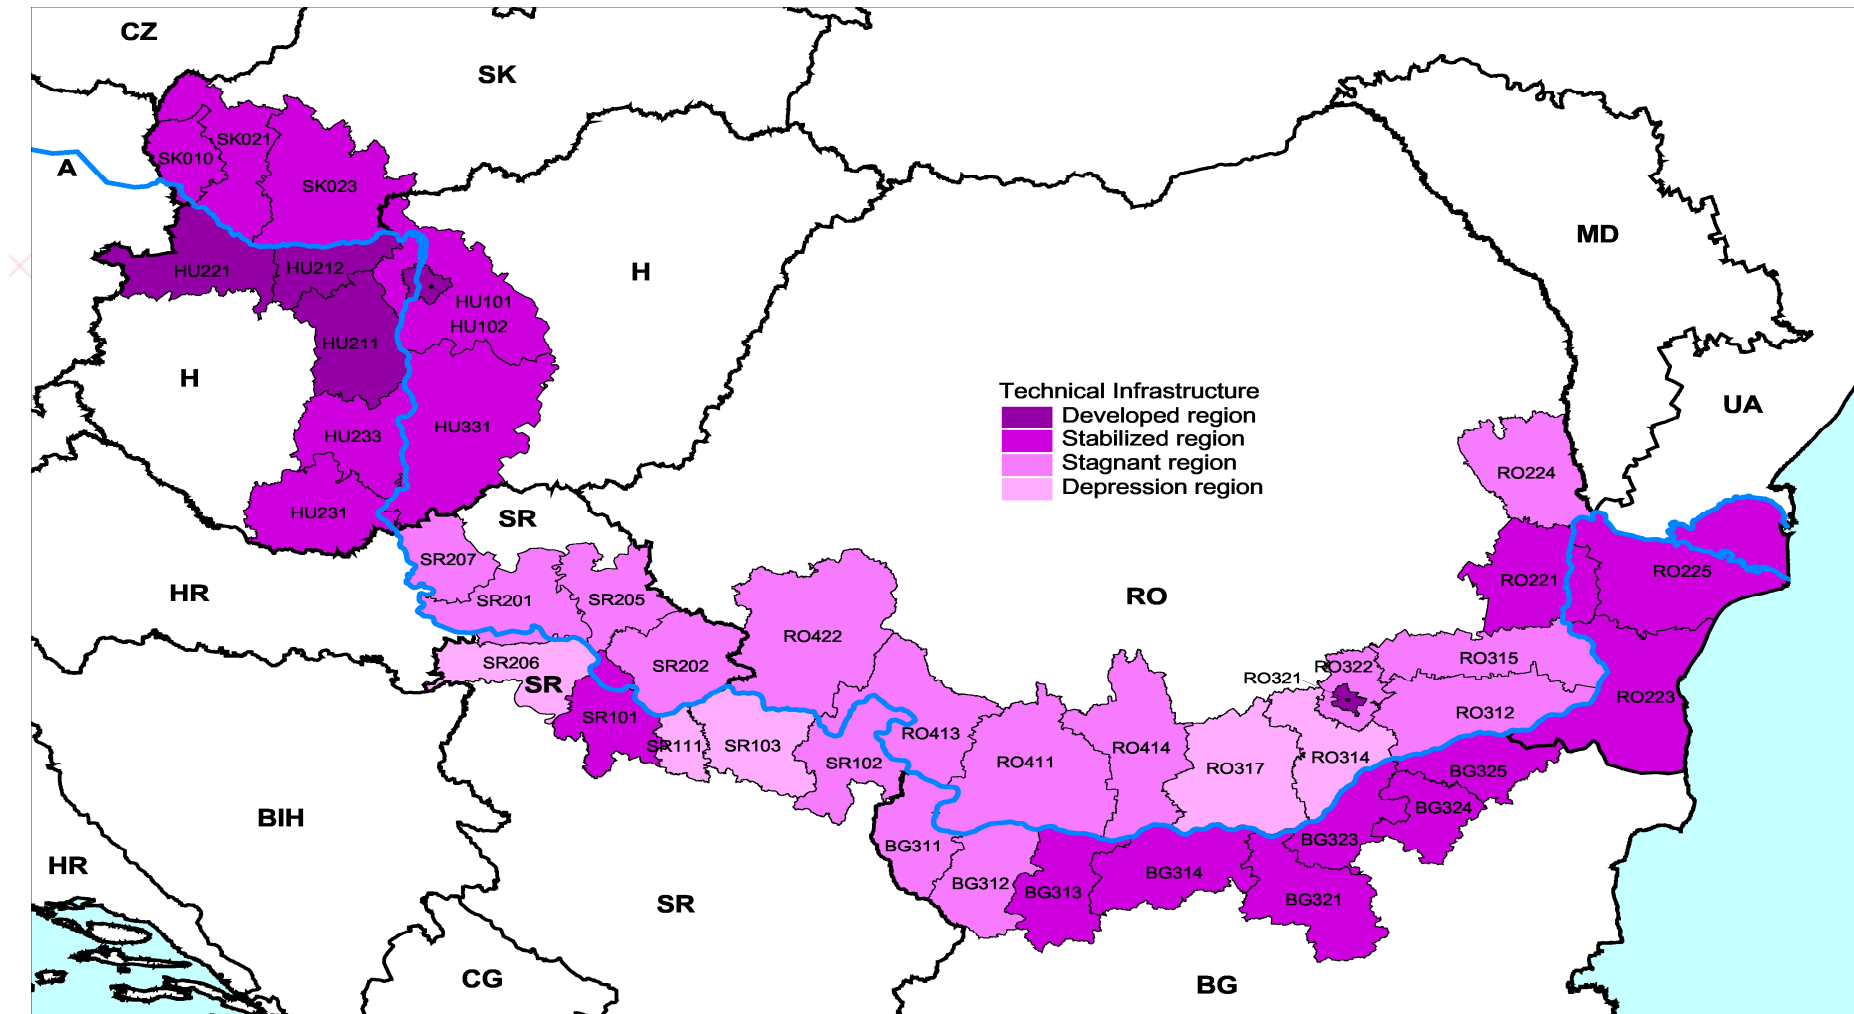 CZ
SK
SK021
SK010
A
SK023
MD
H
HU221
HU212
HU101
HU102
HU211
H
Technical Infrastructure
Developed region
Stabilized region
Stagnant region
Depression region
UA
HU233
HU331
RO224
HU231
SR
SR207
RO221
RO225
HR
SR201
SR205
RO
RO422
SR206
SR202
RO322
RO315
RO321
SR
RO223
SR101
RO312
SR111
SR103
RO413
RO414
SR102
RO411
RO317
RO314
BG325
BG324
BIH
BG311
BG323
HR
BG312
BG313
BG314
BG321
SR
CG
BG